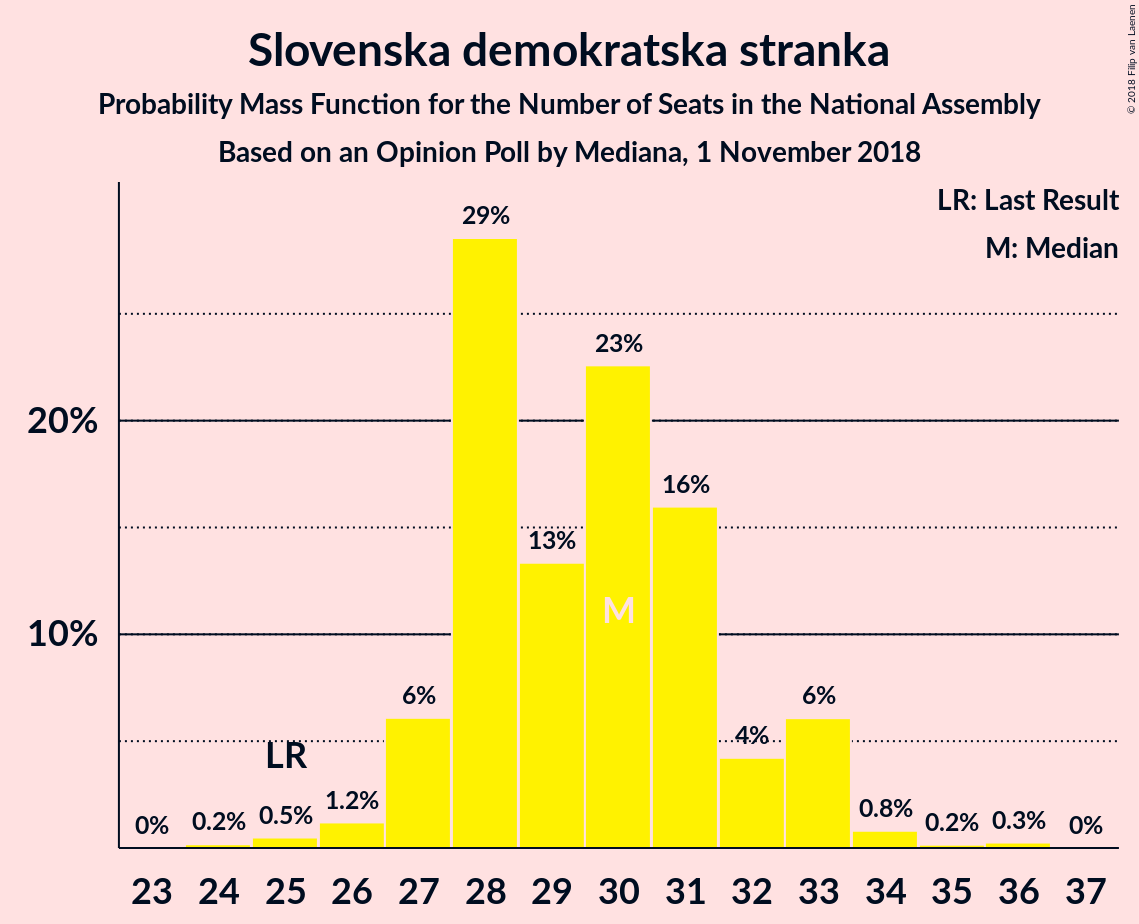 Slovenska demokratska stranka
Probability Mass Function for the Number of Seats in the National Assembly
Based on an Opinion Poll by Mediana, 1 November 2018
© 2018 Filip van Laenen
LR: Last Result
M: Median
20%
10%
0%
0.2%
0.5%
1.2%
6%
29%
13%
23%
16%
4%
6%
0.8%
0.2%
0.3%
0%
LR
M
23 24 25 26 27 28 29 30 31 32 33 34 35 36 37